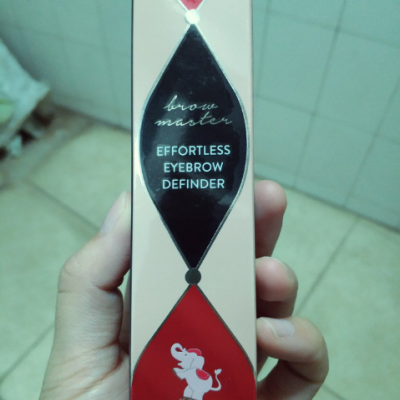 brow
master
EFFORTLESS
EYEBROW
DEFINDER